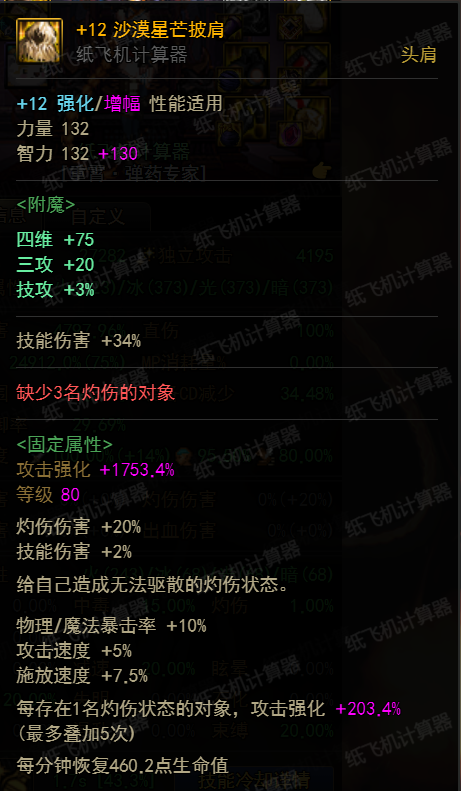 +12 沙漠星芒披肩
纸飞机计算器
头肩
+12 强化/增幅 性能适用
力量 132
智力 132 +130
<附魔>
四维 +75
三攻 +20
技攻 +3%
技能伤害 +34%
缺少3名灼伤的对象
<固定属性>
攻击强化 +1753.4%
等级 80
灼伤伤害 +20%
技能伤害 +2%
给自己造成无法驱散的灼伤状态。
物理/魔法暴击率 +10%
攻击速度 +5%
施放速度 +7.5%
每存在1名灼伤状态的对象，攻击强化 +203.4%
(最多叠加5次)
每分钟恢复460.2点生命值